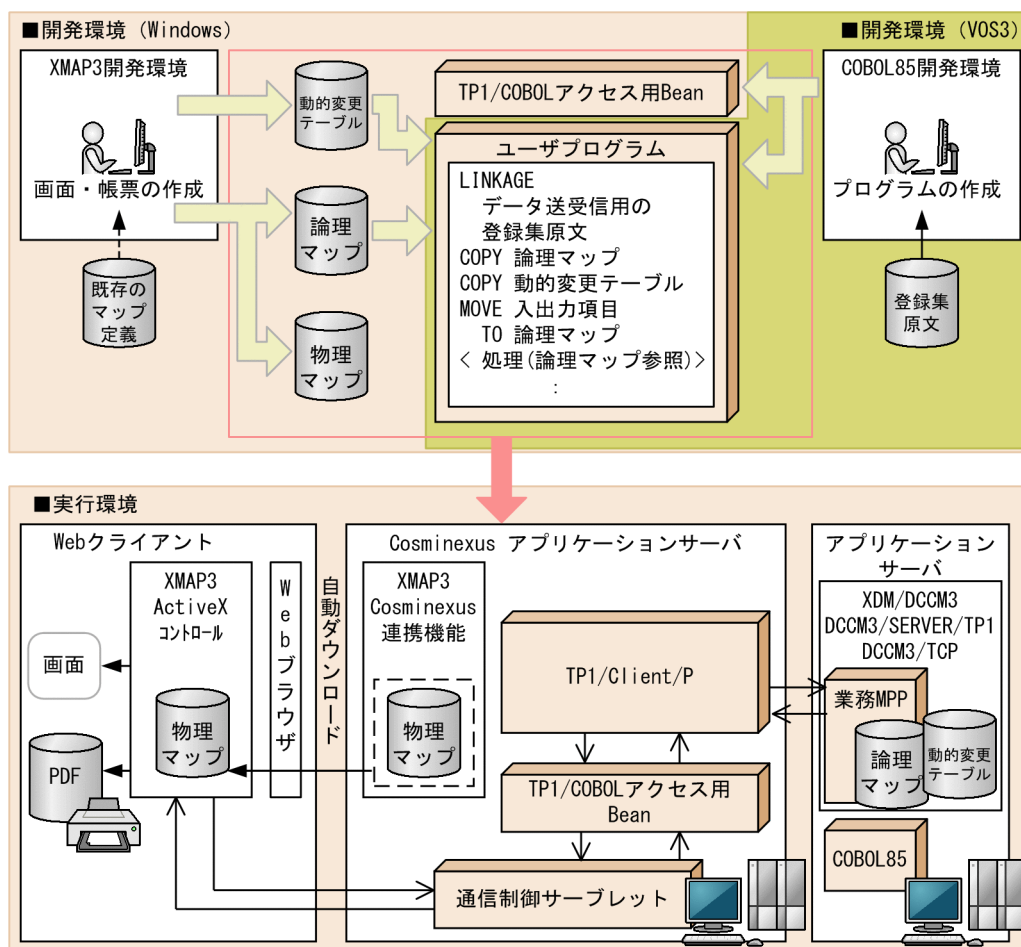 ■開発環境（Windows）
■開発環境（VOS3）
XMAP3開発環境
画面・帳票の作成
既存の
マップ
定義
動的変更
テーブル
論理
マップ
物理
マップ
TP1/COBOLアクセス用Bean
ユーザプログラム
LINKAGE
データ送受信用の
登録集原文
COPY 論理マップ
COPY 動的変更テーブル
MOVE 入出力項目
TO 論理マップ
< 処理(論理マップ参照)>
:
COBOL85開発環境
プログラムの作成
登録集
原文
■実行環境
Webクライアント
XMAP3
ActiveX
コントロール
物理
マップ
画面
PDF
Webブラウザ
自動ダウンロード
Cosminexus アプリケーションサーバ
XMAP3
Cosminexus
連携機能
物理
マップ
TP1/Client/P
TP1/COBOLアクセス用
Bean
通信制御サーブレット
アプリケーション
サーバ
XDM/DCCM3
DCCM3/SERVER/TP1
DCCM3/TCP
業務MPP
論理
マップ
動的変更
テーブル
COBOL85